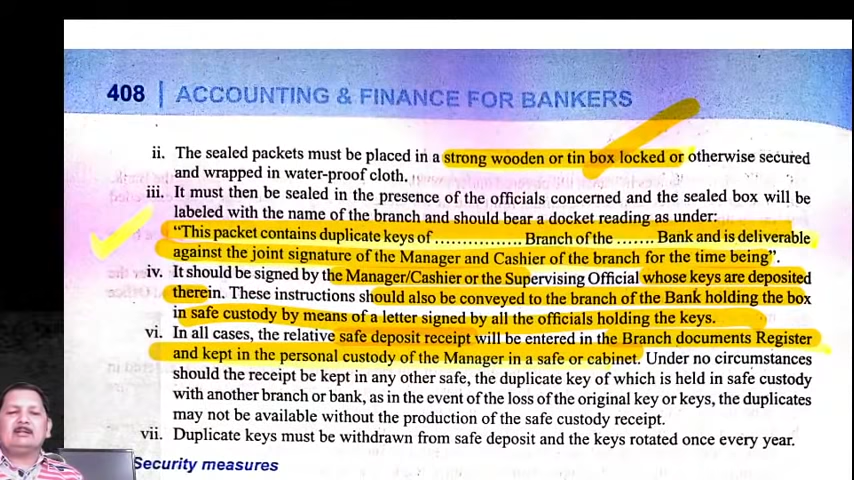 408 | ACCOUNTING & FINANCE FOR BANKERS
ii. The sealed packets must be placed in a strong wooden or tin box locked or otherwise secured
and wrapped in water-proof cloth.
iii. It must then be sealed in the presence of the officials concerned and the sealed box will be
labeled with the name of the branch and should bear a docket reading as under:
“This packet contains duplicate keys of ................ Branch of the ....... Bank and is deliverable
against the joint signature of the Manager and Cashier of the branch for the time being”.
iv. It should be signed by the Manager/Cashier or the Supervising Official whose keys are deposited
therein. These instructions should also be conveyed to the branch of the Bank holding the box
in safe custody by means of a letter signed by all the officials holding the keys.
vi. In all cases, the relative safe deposit receipt will be entered in the Branch documents Register
and kept in the personal custody of the Manager in a safe or cabinet. Under no circumstances
should the receipt be kept in any other safe, the duplicate key of which is held in safe custody
with another branch or bank, as in the event of the loss of the original key or keys, the duplicates
may not be available without the production of the safe custody receipt.
vii. Duplicate keys must be withdrawn from safe deposit and the keys rotated once every year.
Security measures